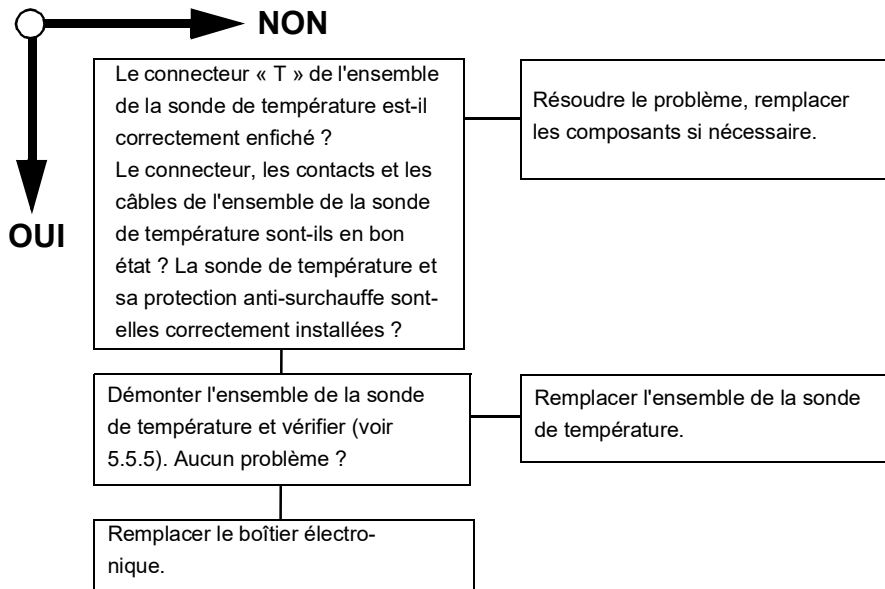 NON
OUI
Le connecteur « T » de l'ensemble
de la sonde de température est-il
correctement enfiché ?
Le connecteur, les contacts et les
câbles de l'ensemble de la sonde
de température sont-ils en bon
état ? La sonde de température et
sa protection anti-surchauffe sont-
elles correctement installées ?
Résoudre le problème, remplacer
les composants si nécessaire.
Démonter l'ensemble de la sonde
de température et vérifier (voir
5.5.5). Aucun problème ?
Remplacer l'ensemble de la sonde
de température.
Remplacer le boîtier électro-
nique.